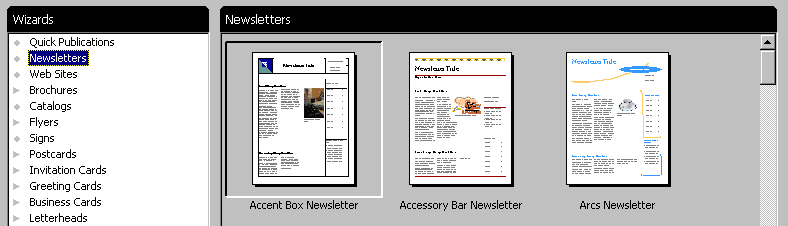 Wizards
Quick Publications
Newsletters
Web Sites
Brochures
Catalogs
Flyers
Signs
Postcards
Invitation Cards
Greeting Cards
Business Cards
Letterheads
Newsletters
Newsletter Title
Newsletter Title
Newsletter Title
Accent Box Newsletter
Accessory Bar Newsletter
Arcs Newsletter